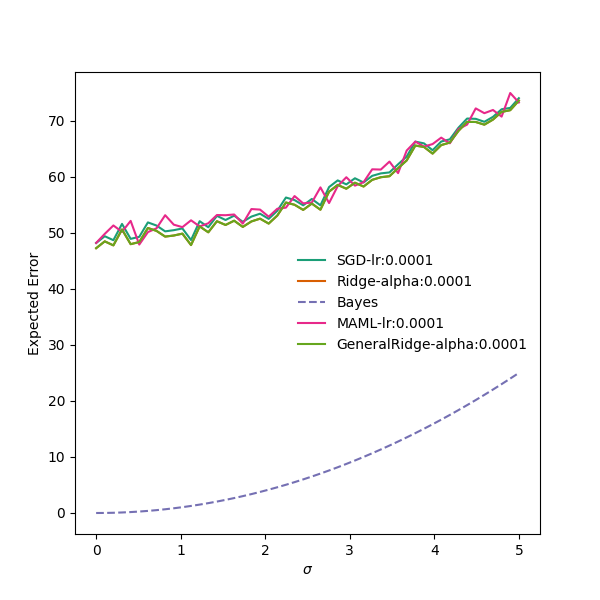 70
60
50
40
30
20
10
0
Expected Error
SGD-lr:0.0001
Ridge-alpha:0.0001
Bayes
MAML-lr:0.0001
GeneralRidge-alpha:0.0001
0 1 2 3 4 5
σ